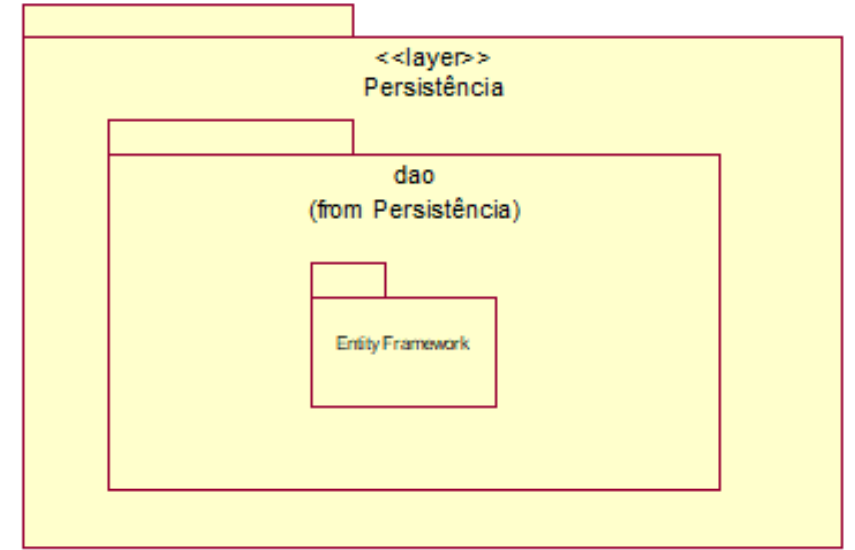 <<layer>>
Persistência
dao
(from Persistência)
Entity Framework